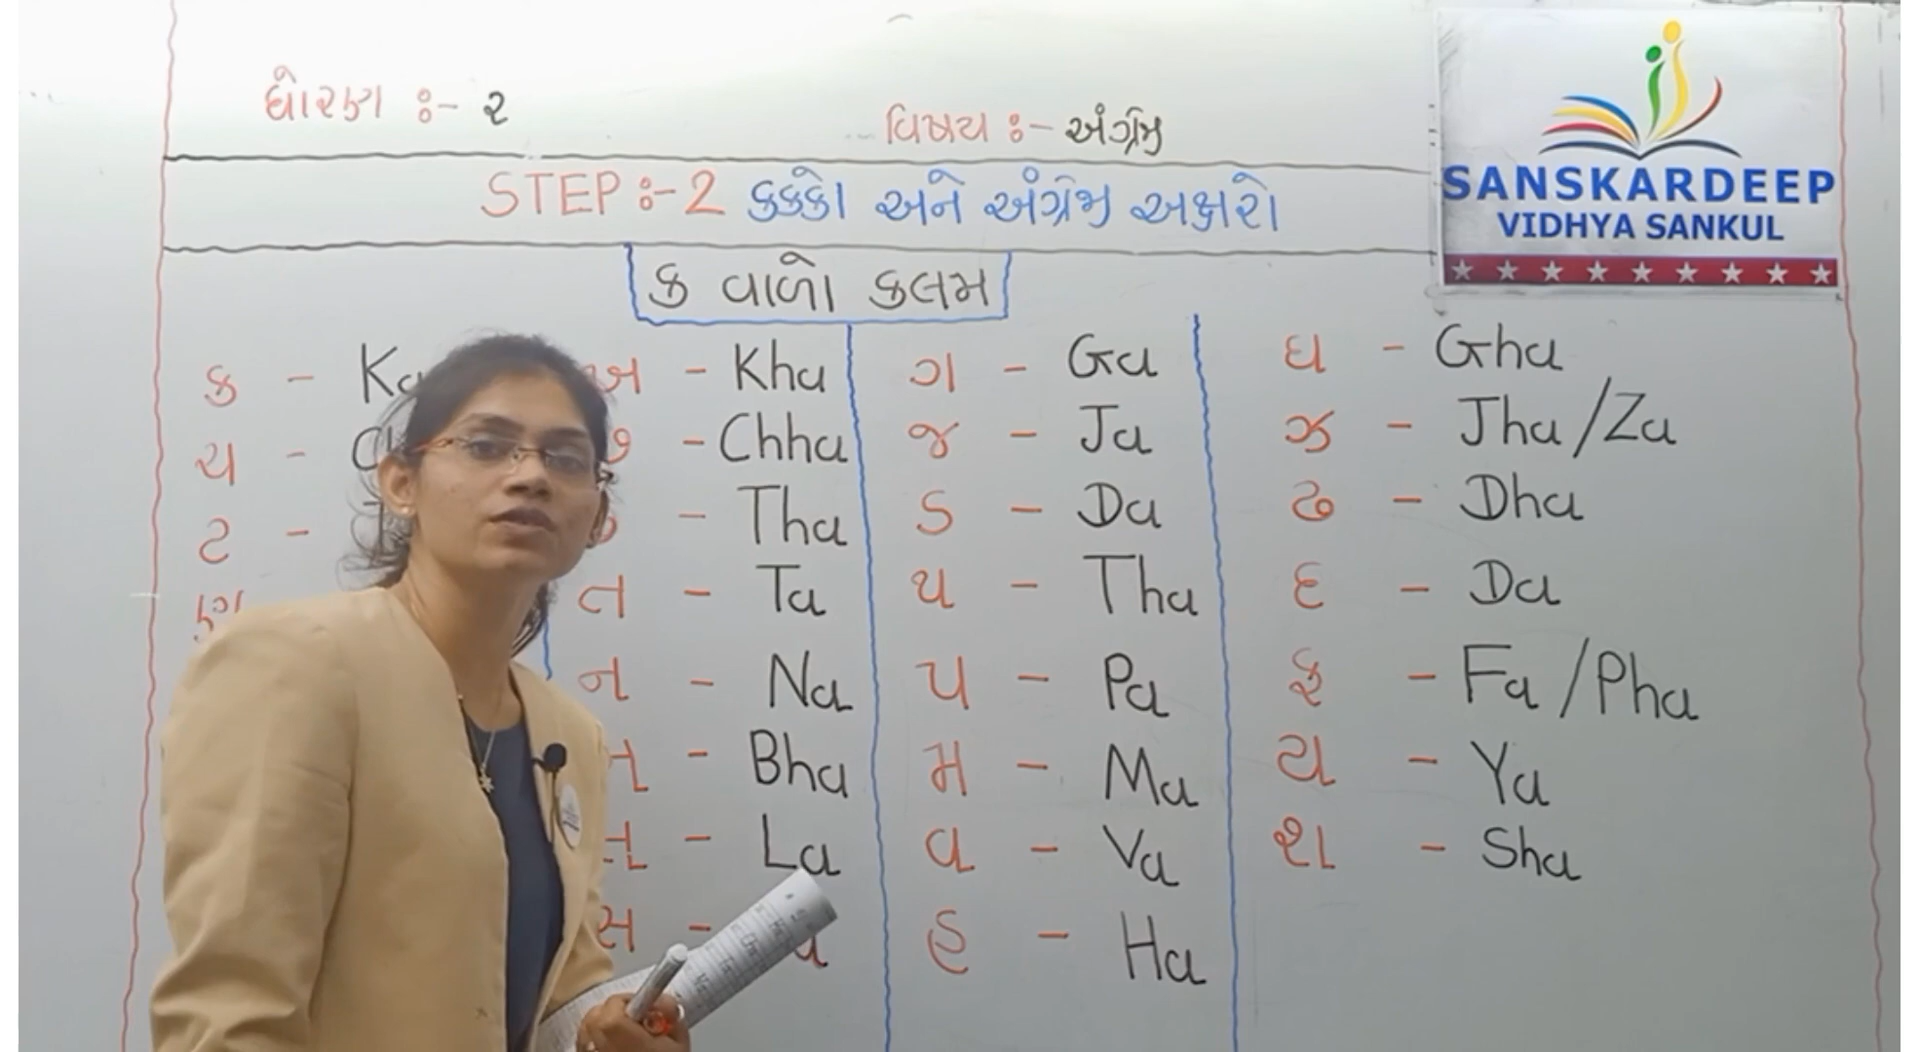 ધોરણ :- ૨
વિષય :- અંગ્રેજી
SANSKARDEEP
VIDHYA SANKUL
STEP :- 2 કક્કો અને અંગ્રેજી અક્ષરો
ક વાળો કલમ
ક - Ka ખ - Kha ગ - Ga ઘ - Gha
ચ - છ - Chha જ - Ja ઝ - Jha/Za
ટ - - Tha ડ - Da ઢ - Dha
ણ ત - Ta થ - Tha દ - Da
ન - Na પ - Pa ફ - Fa/Pha
- Bha મ - Ma ય - Ya
- La વ - Va શ - Sha
સ - હ - Ha